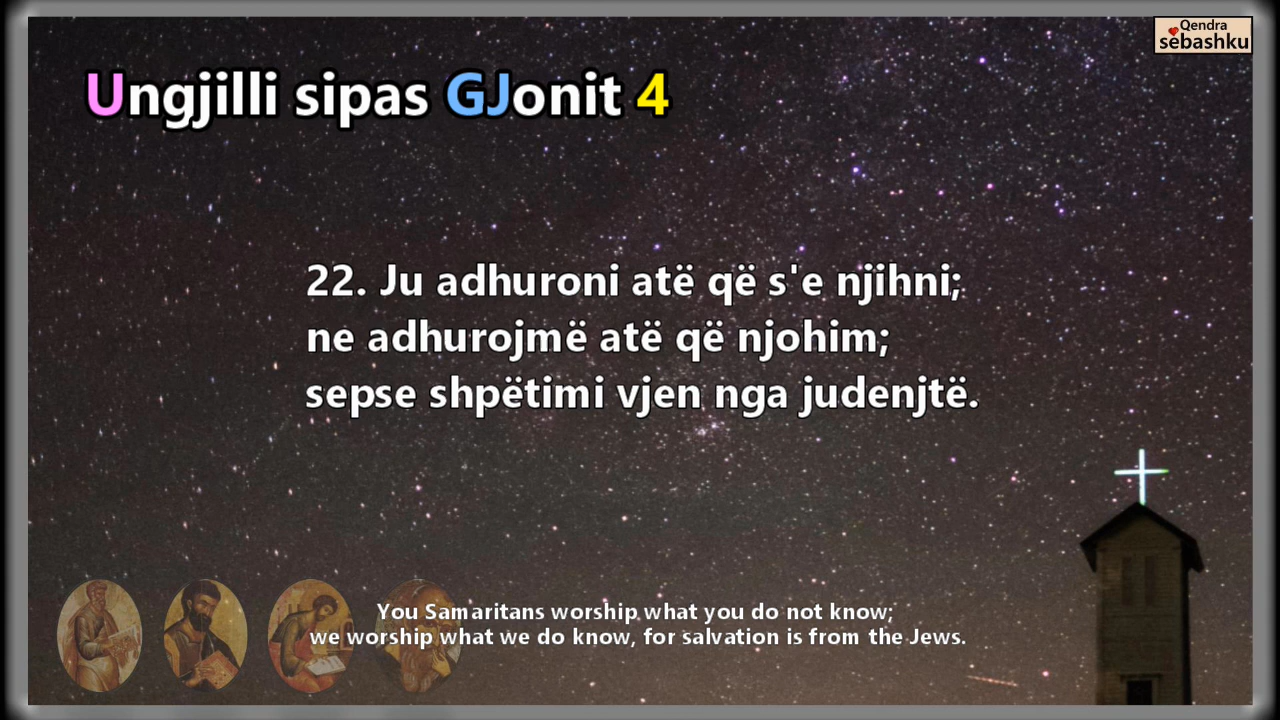 Qendra
sebashku
Ungjilli sipas GJonit 4
22. Ju adhuroni atë që s'e njihni;
ne adhurojmë atë që njohim;
sepse shpëtimi vjen nga judenjtë.
You Samaritans worship what you do not know;
we worship what we do know, for salvation is from the Jews.